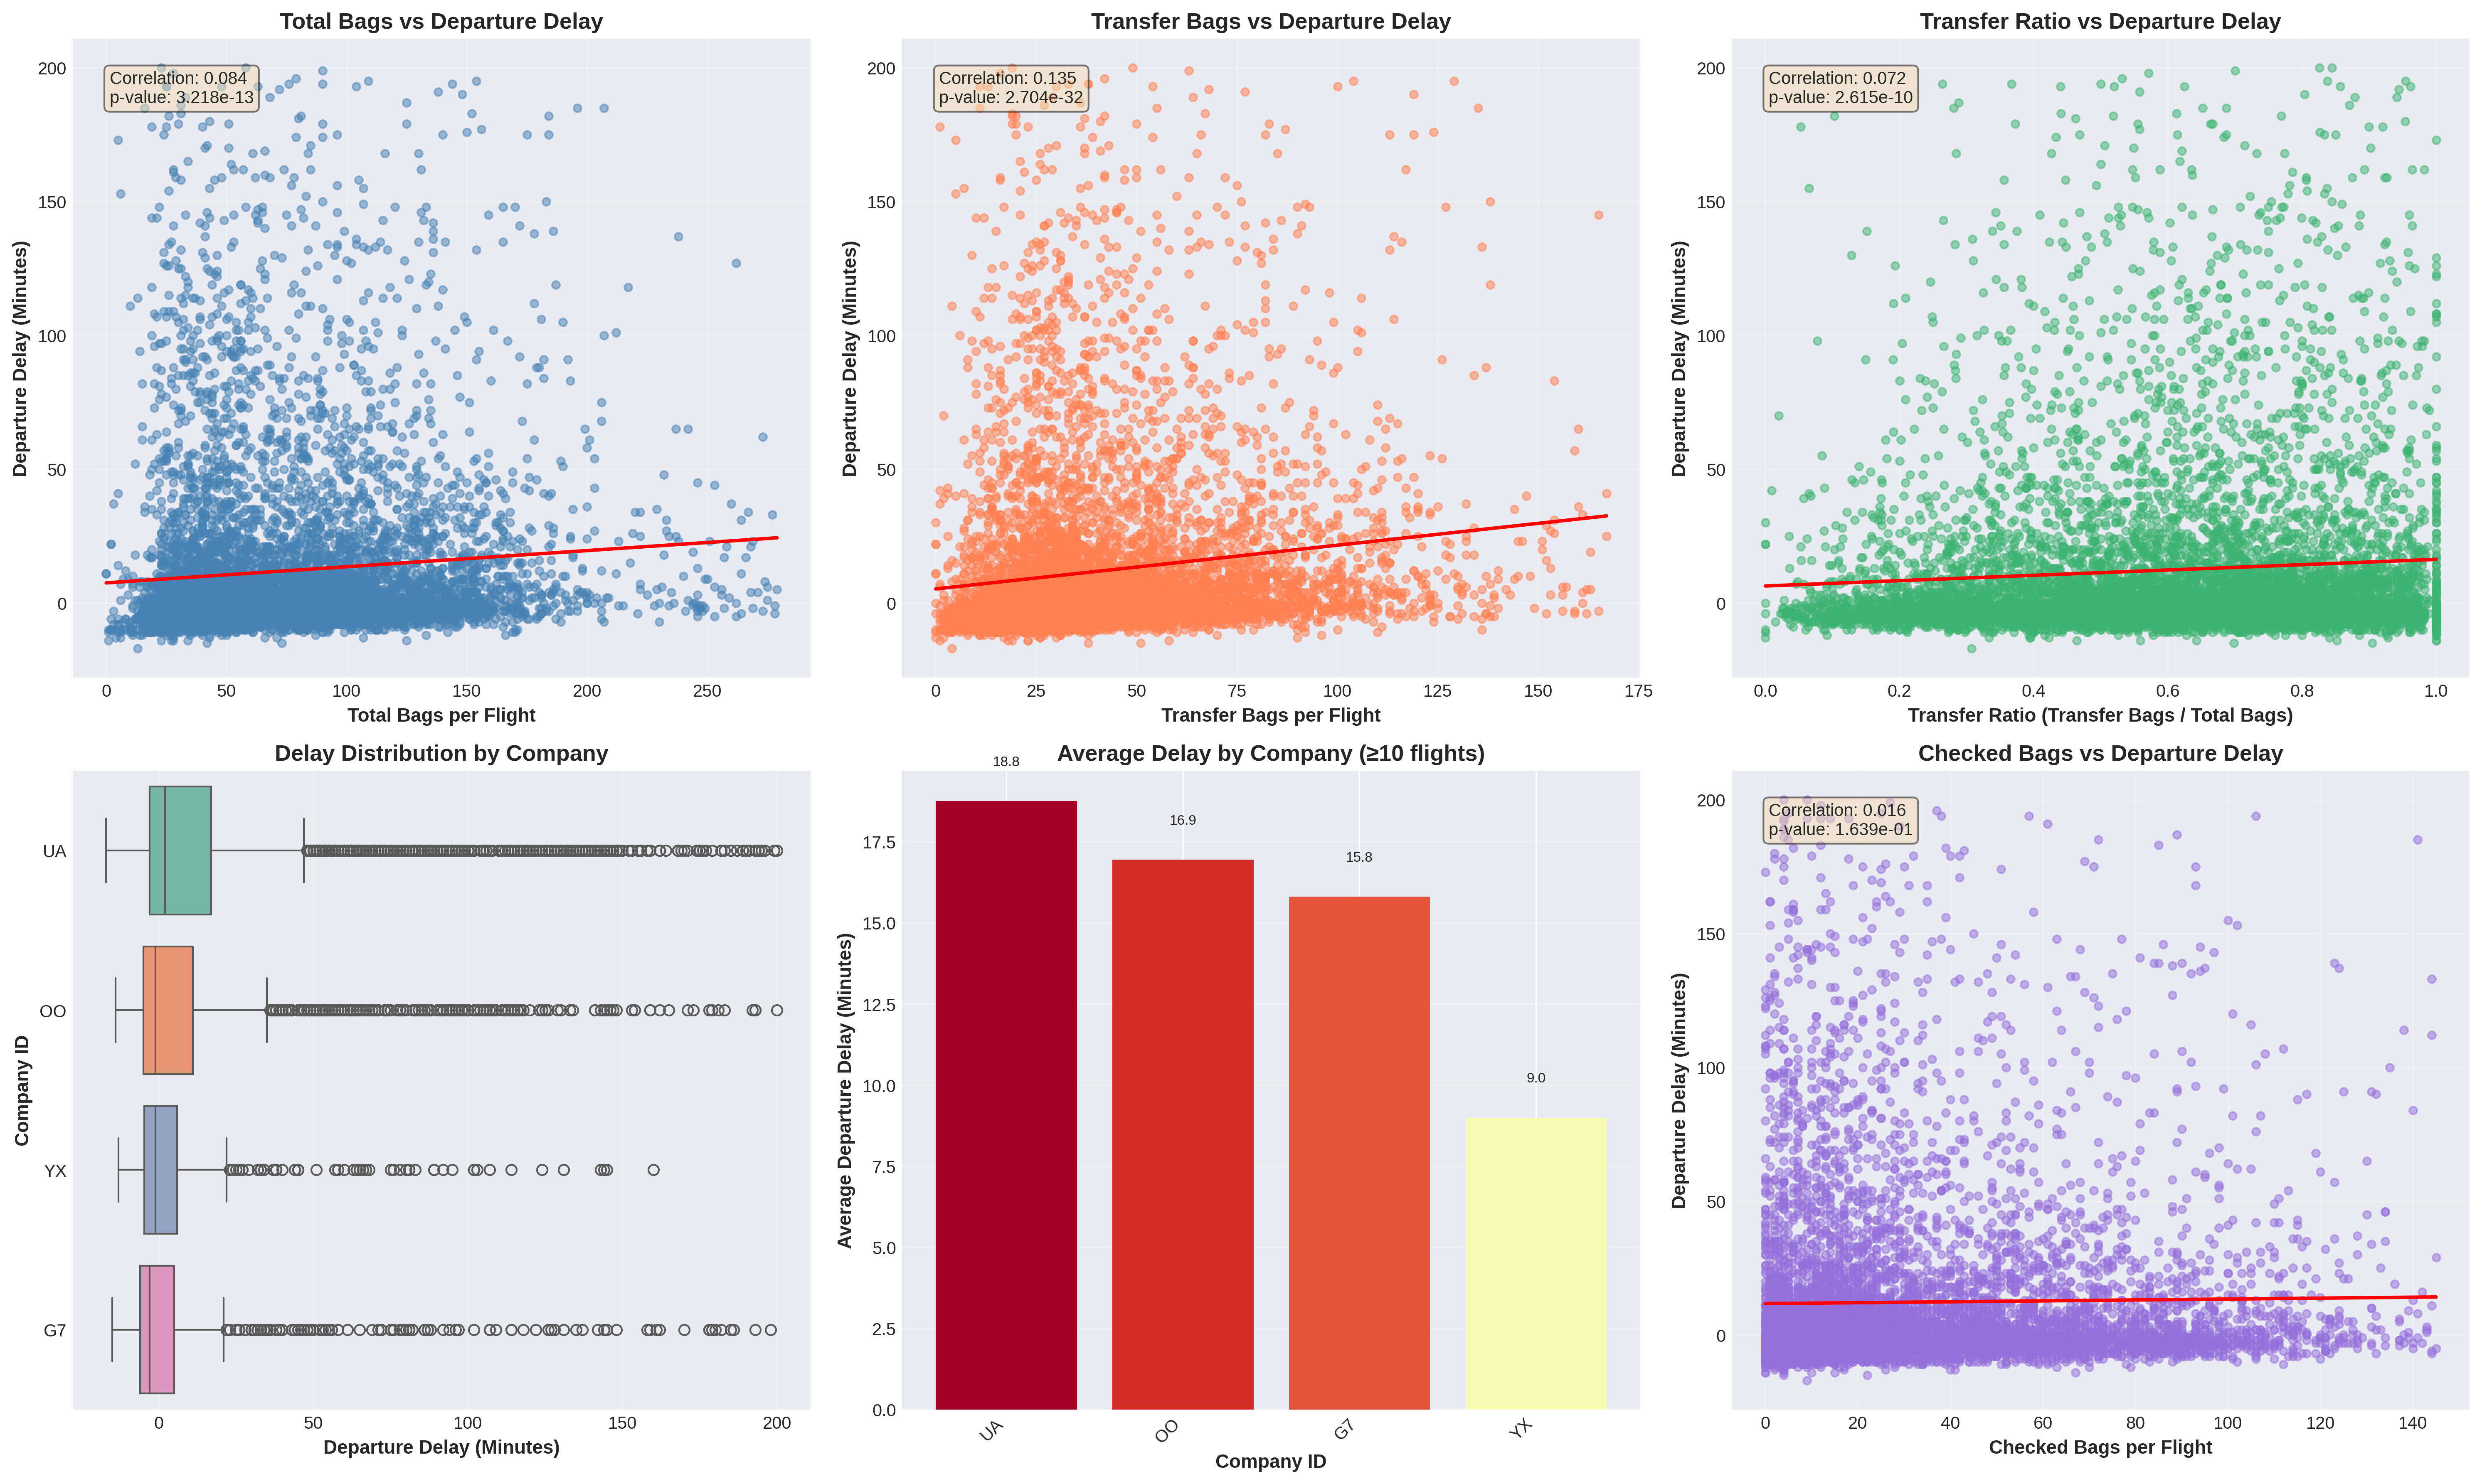 Total Bags vs Departure Delay
Correlation: 0.084
p-value: 3.218e-13
Departure Delay (Minutes)
200
150
100
50
0
0 50 100 150 200 250
Total Bags per Flight
Transfer Bags vs Departure Delay
Correlation: 0.135
p-value: 2.704e-32
Departure Delay (Minutes)
200
150
100
50
0
0 25 50 75 100 125 150 175
Transfer Bags per Flight
Transfer Ratio vs Departure Delay
Correlation: 0.072
p-value: 2.615e-10
Departure Delay (Minutes)
200
150
100
50
0
0.0 0.2 0.4 0.6 0.8 1.0
Transfer Ratio (Transfer Bags / Total Bags)
Delay Distribution by Company
Company ID
UA
OO
YX
G7
0 50 100 150 200
Departure Delay (Minutes)
Average Delay by Company (≥10 flights)
18.8
16.9
15.8
9.0
Average Departure Delay (Minutes)
17.5
15.0
12.5
10.0
7.5
5.0
2.5
0.0
UA OO G7 YX
Company ID
Checked Bags vs Departure Delay
Correlation: 0.016
p-value: 1.639e-01
Departure Delay (Minutes)
200
150
100
50
0
0 20 40 60 80 100 120 140
Checked Bags per Flight